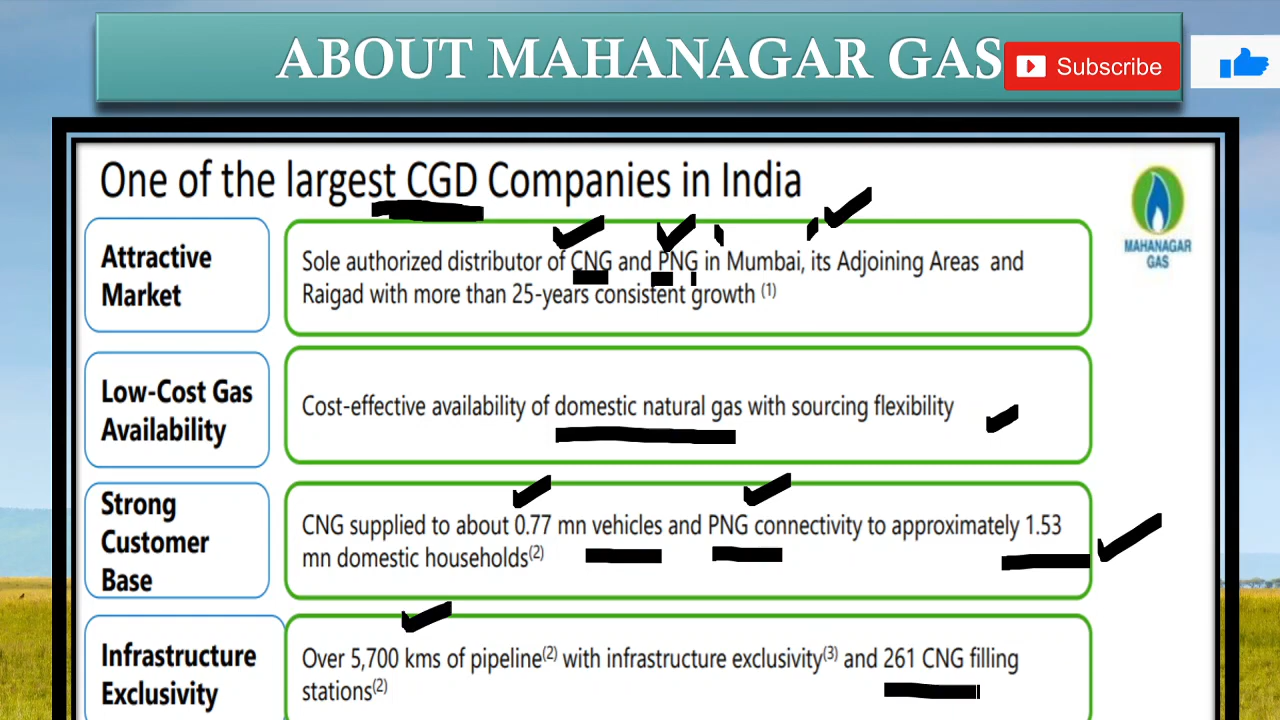 ABOUT MAHANAGAR GAS
Subscribe
One of the largest CGD Companies in India
MAHANAGAR
GAS
Attractive
Market
Sole authorized distributor of CNG and PNG in Mumbai, its Adjoining Areas and
Raigad with more than 25-years consistent growth (1)
Low-Cost Gas
Availability
Cost-effective availability of domestic natural gas with sourcing flexibility
Strong
Customer
Base
CNG supplied to about 0.77 mn vehicles and PNG connectivity to approximately 1.53
mn domestic households(2)
Infrastructure
Exclusivity
Over 5,700 kms of pipeline(2) with infrastructure exclusivity(3) and 261 CNG filling
stations(2)